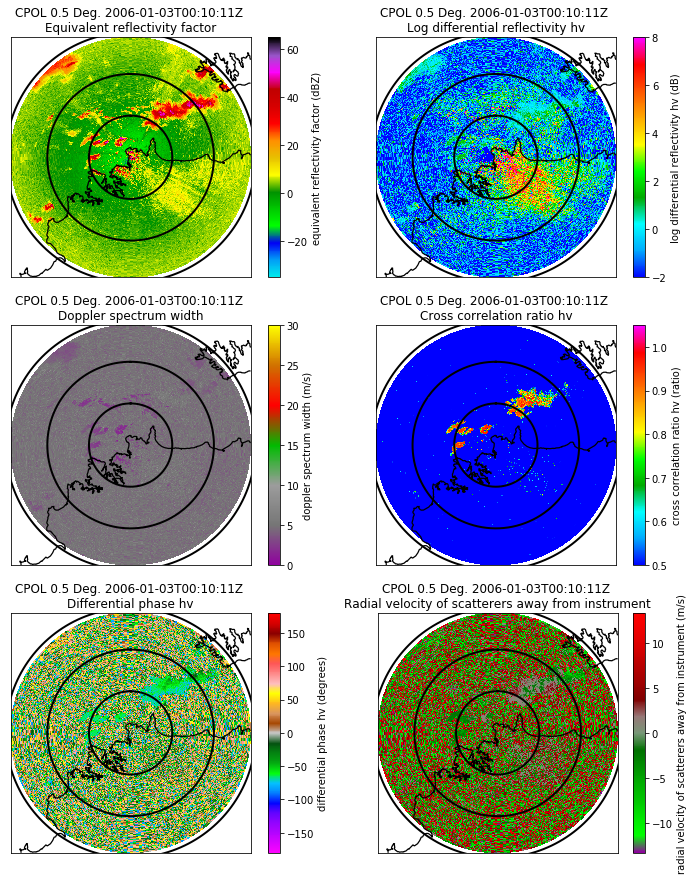 CPOL 0.5 Deg. 2006-01-03T00:10:11Z
Equivalent reflectivity factor
60
40
20
0
−20
equivalent reflectivity factor (dBZ)
CPOL 0.5 Deg. 2006-01-03T00:10:11Z
Log differential reflectivity hv
8
6
4
2
0
−2
log differential reflectivity hv (dB)
CPOL 0.5 Deg. 2006-01-03T00:10:11Z
Doppler spectrum width
30
25
20
15
10
5
0
doppler spectrum width (m/s)
CPOL 0.5 Deg. 2006-01-03T00:10:11Z
Cross correlation ratio hv
1.0
0.9
0.8
0.7
0.6
0.5
cross correlation ratio hv (ratio)
CPOL 0.5 Deg. 2006-01-03T00:10:11Z
Differential phase hv
150
100
50
0
−50
−100
−150
differential phase hv (degrees)
CPOL 0.5 Deg. 2006-01-03T00:10:11Z
Radial velocity of scatterers away from instrument
10
5
0
−5
−10
radial velocity of scatterers away from instrument (m/s)